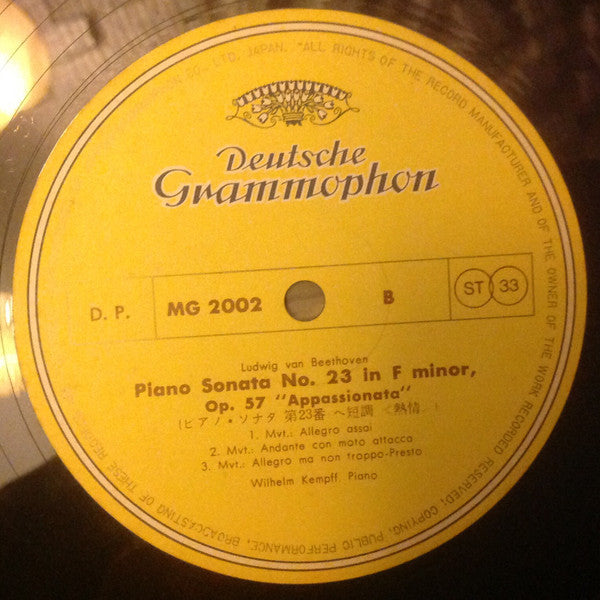 Deutsche
Grammophon
D. P.
MG 2002
B
ST 33
Ludwig van Beethoven
Piano Sonata No. 23 in F minor,
Op. 57 "Appassionata"
(ピアノ・ソナタ 第23番 ヘ短調 〈熱情〉)
1. Mvt.: Allegro assai
2. Mvt.: Andante con moto attacca
3. Mvt.: Allegro ma non troppo-Presto
Wilhelm Kempff, Piano
CO., LTD., JAPAN. "ALL RIGHTS OF THE RECORD MANUFACTURER AND OF THE OWNER OF THE WORK RECORDED RESERVED; COPYING, PUBLIC PERFORMANCE, BROADCASTING OF THESE